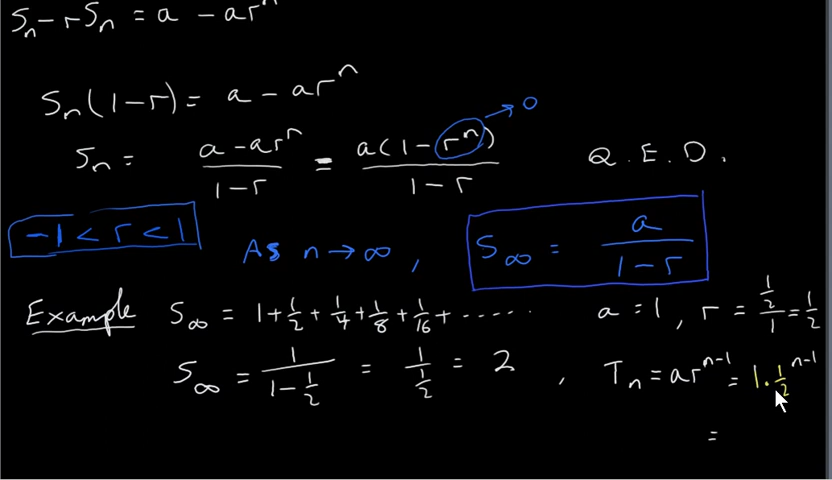 Sₙ - rSₙ = a - arⁿ
Sₙ(1-r) = a - arⁿ
Sₙ = (a - arⁿ)/(1-r) = a(1-rⁿ)/(1-r) → 0 Q.E.D.
-1 < r < 1 As n → ∞, S∞ = a/(1-r)
Example S∞ = 1 + 1/2 + 1/4 + 1/8 + 1/16 + ...... a = 1, r = (1/2)/1 = 1/2
S∞ = 1/(1 - 1/2) = 1/(1/2) = 2, Tₙ = arⁿ⁻¹ = 1·1/2ⁿ⁻¹
=